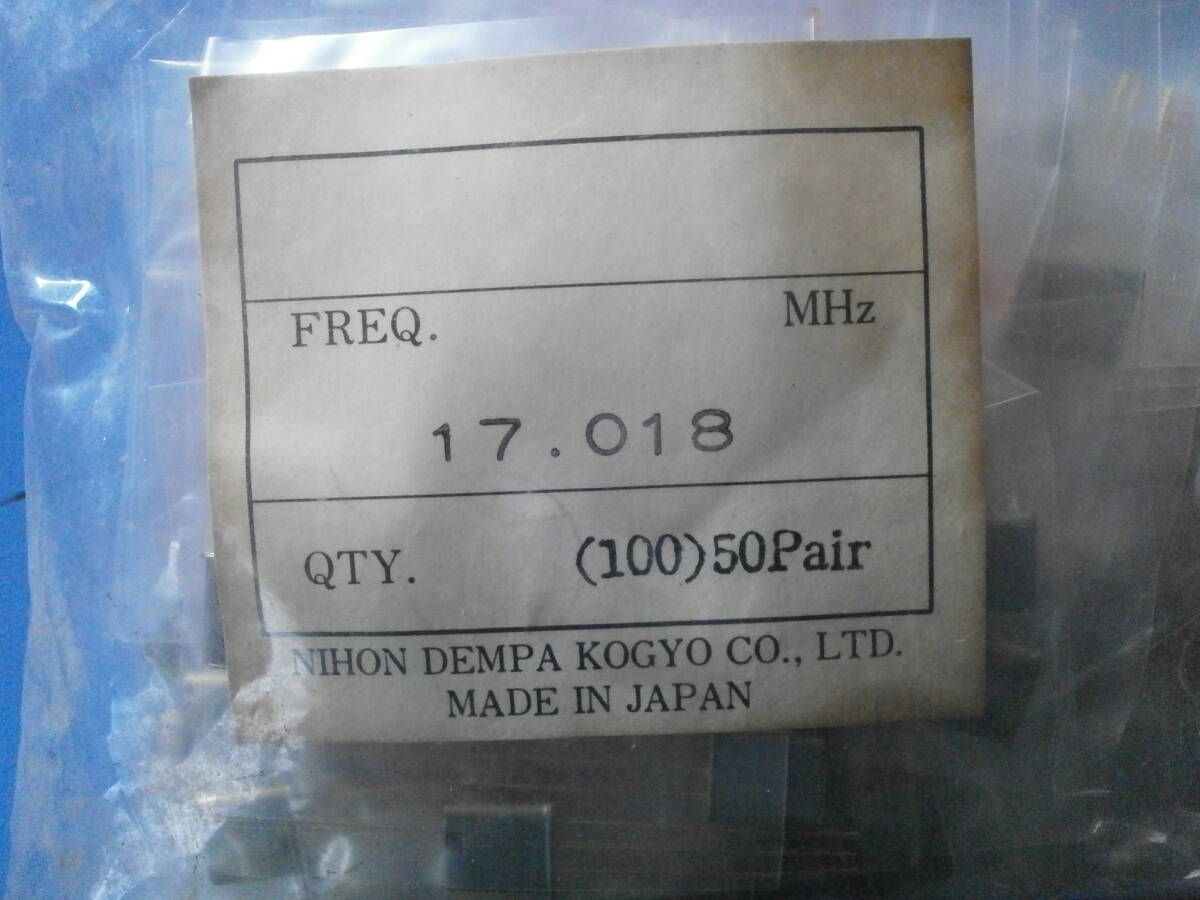 FREQ. MHz
17.018
QTY. (100)50Pair
NIHON DEMPA KOGYO CO., LTD.
MADE IN JAPAN